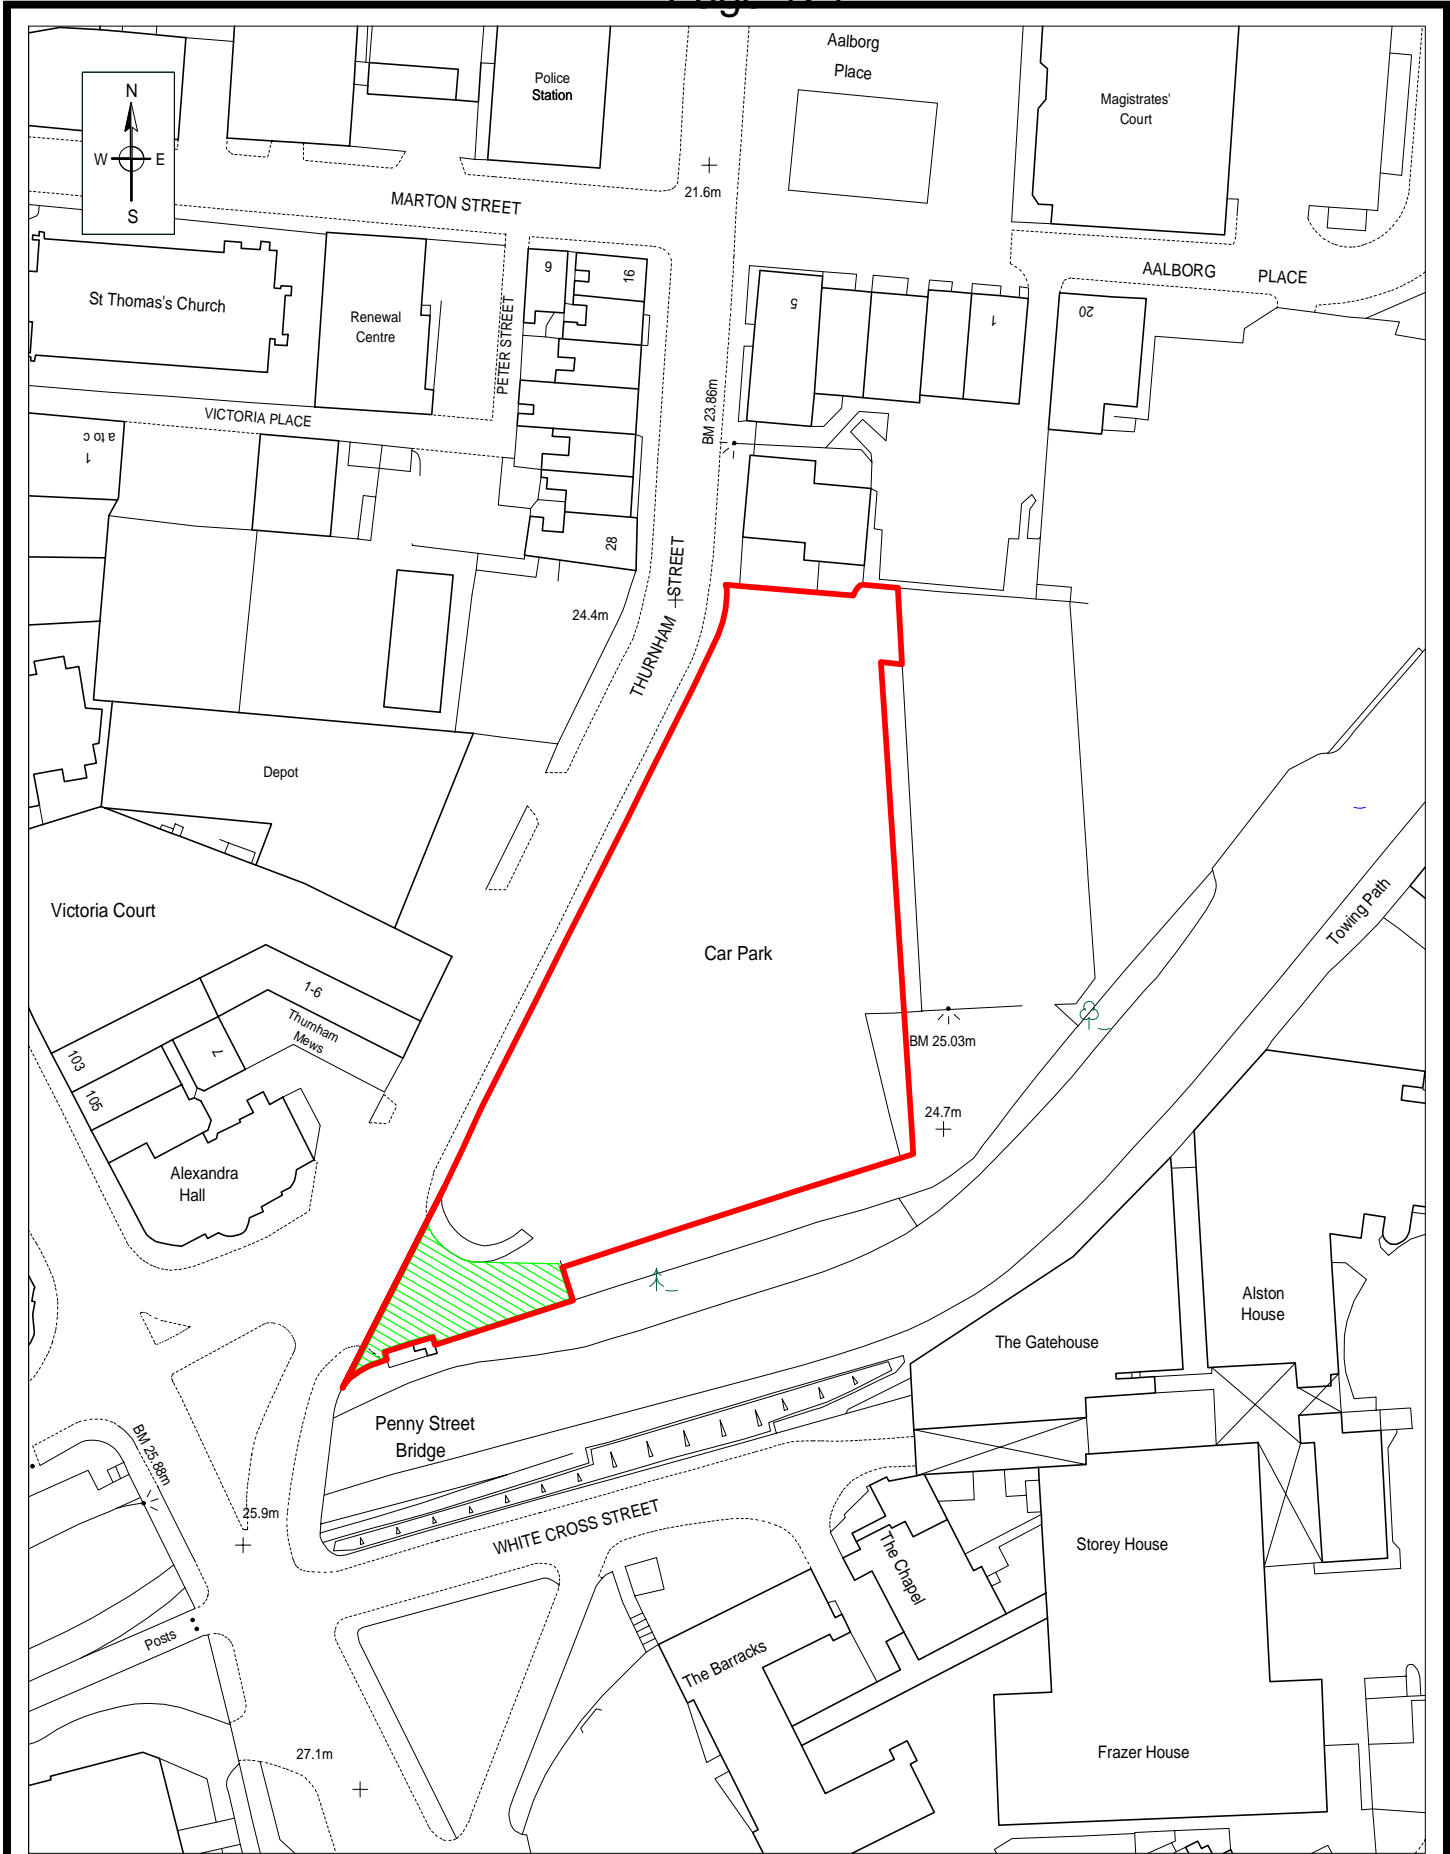 Aalborg
Place
Police
Station
Magistrates'
Court
N
W E
S
MARTON STREET
21.6m
AALBORG PLACE
St Thomas's Church
Renewal
Centre
PETER STREET
9
16
5
1
20
VICTORIA PLACE
BM 23.86m
1
a to c
28
THURNHAM STREET
24.4m
Depot
Victoria Court
Car Park
Towing Path
1-6
Thurnham
Mews
7
103
105
BM 25.03m
24.7m
Alexandra
Hall
Alston
House
The Gatehouse
Penny Street
Bridge
BM 25.88m
25.9m
WHITE CROSS STREET
The Chapel
Storey House
Posts
The Barracks
27.1m
Frazer House